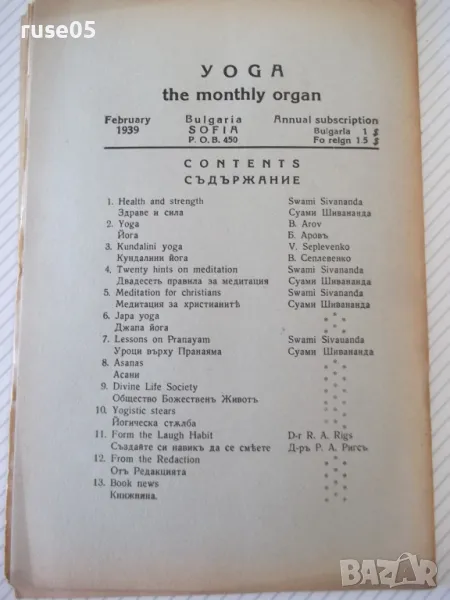 ruse05
YOGA
the monthly organ
February Bulgaria Annual subscription
1939 SOFIA Bulgaria 1 $
P. O. B. 450 Fo reign 1.5 $
CONTENTS
СЪДЪРЖАНИЕ
1. Health and strength Swami Sivananda
Здраве и сила Суами Шивананда
2. Yoga B. Arov
Йога Б. Аровъ
3. Kundalini yoga V. Seplevenko
Кундалини йога В. Сеплевенко
4. Twenty hints on meditation Swami Sivananda
Двадесеть правила за медитация Суами Шивананда
5. Meditation for christians Swami Sivananda
Медитация за христианитѣ Суами Шивананда
6. Japa yoga
Джапа йога
7. Lessons on Pranayam Swami Sivananda
Уроци върху Пранаяма Суами Шивананда
8. Asanas
Асани
9. Divine Life Society
Общество Божественъ Животъ
10. Yogistic stears
Йогическа стѫлба
11. Form the Laugh Habit D-r R. A. Rigs
Създайте си навикъ да се смѣете Д-ръ Р. А. Ригсъ
12. From the Redaction
Отъ Редакцията
13. Book news
Книжнина.
bazar